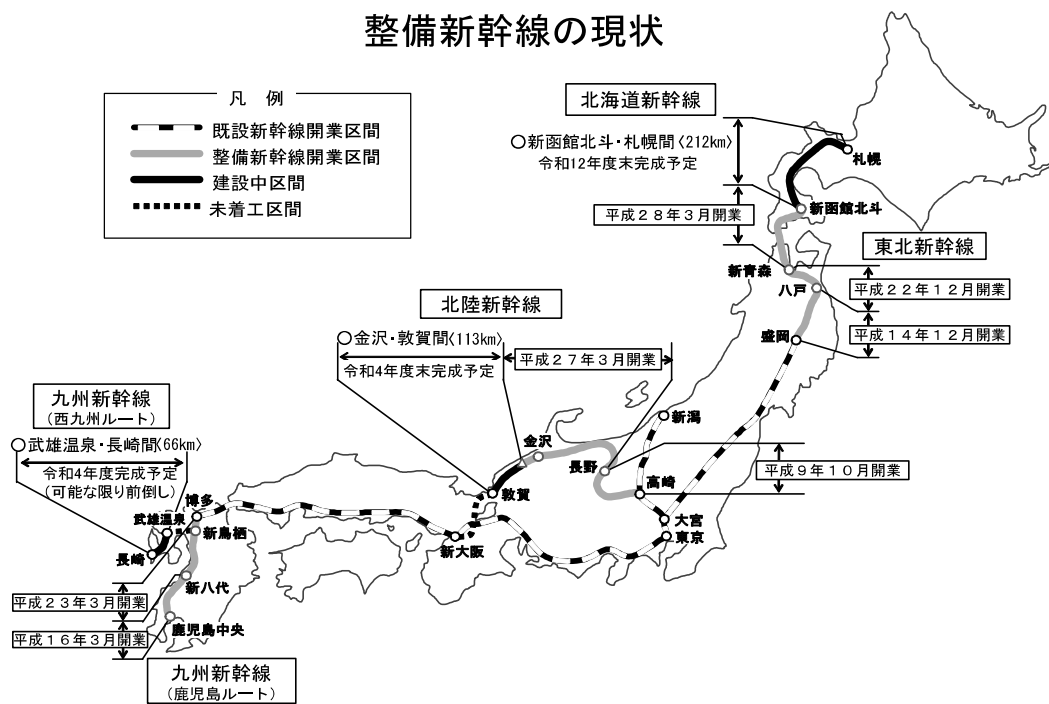 整備新幹線の現状
凡 例
既設新幹線開業区間
整備新幹線開業区間
建設中区間
未着工区間
北海道新幹線
○新函館北斗・札幌間〈212km〉
令和12年度末完成予定
札幌
平成28年3月開業
新函館北斗
東北新幹線
新青森
八戸
平成22年12月開業
盛岡
平成14年12月開業
北陸新幹線
○金沢・敦賀間〈113km〉
令和4年度末完成予定
平成27年3月開業
新潟
金沢
長野
高崎
平成9年10月開業
敦賀
大宮
東京
新大阪
九州新幹線
(西九州ルート)
○武雄温泉・長崎間〈66km〉
令和4年度完成予定
(可能な限り前倒し)
博多
武雄温泉
新鳥栖
長崎
新八代
平成23年3月開業
鹿児島中央
平成16年3月開業
九州新幹線
(鹿児島ルート)